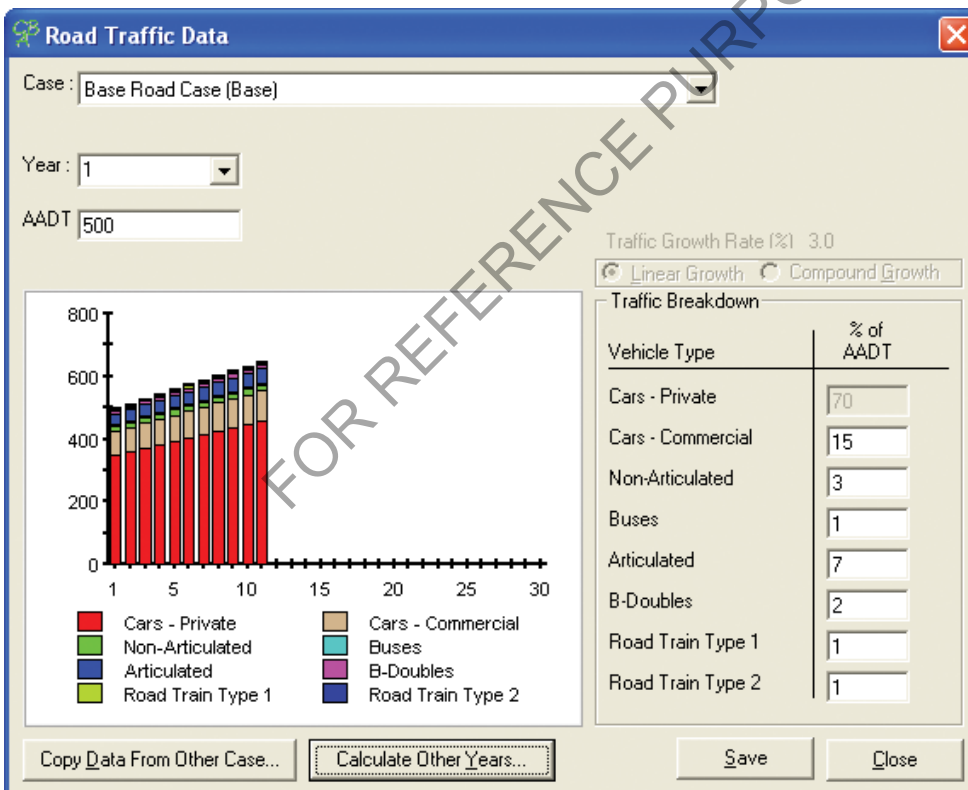 Road Traffic Data
Case : Base Road Case (Base)
Year : 1
AADT 500
Traffic Growth Rate (%) 3.0
Linear Growth Compound Growth
800
600
400
200
0
1 5 10 15 20 25 30
Cars - Private Cars - Commercial
Non-Articulated Buses
Articulated B-Doubles
Road Train Type 1 Road Train Type 2
Traffic Breakdown
Vehicle Type % of AADT
Cars - Private 70
Cars - Commercial 15
Non-Articulated 3
Buses 1
Articulated 7
B-Doubles 2
Road Train Type 1 1
Road Train Type 2 1
Copy Data From Other Case... Calculate Other Years... Save Close
FOR REFERENCE